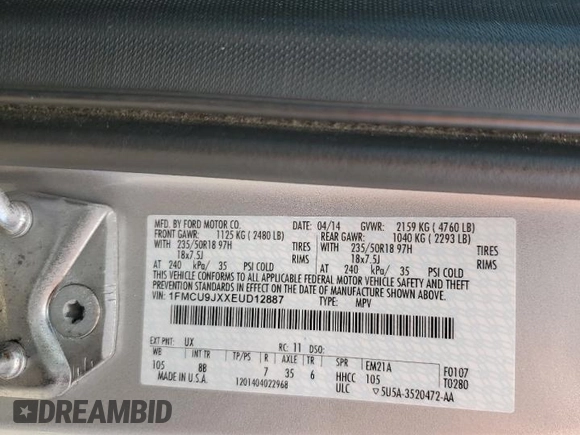 MFD. BY FORD MOTOR CO. 04/14 GVWR: 2159 KG ( 4760 LB)
FRONT GAWR: 1125 KG ( 2480 LB) REAR GAWR: 1040 KG ( 2293 LB)
WITH 235/50R18 97H TIRES WITH 235/50R18 97H TIRES
18x7.5J RIMS 18x7.5J RIMS
AT 240 kPa/ 35 PSI COLD AT 240 kPa/ 35 PSI COLD
THIS VEHICLE CONFORMS TO ALL APPLICABLE FEDERAL MOTOR VEHICLE SAFETY AND THEFT
PREVENTION STANDARDS IN EFFECT ON THE DATE OF MANUFACTURE SHOWN ABOVE.
VIN: 1FMCU9JXXEUD12887 TYPE: MPV
EXT PNT: UX RC: 11 DSO:
WB INT TR TP/PS R AXLE TR SPR EM21A F0107
105 8B 7 35 6 HHCC 105 T0280
MADE IN U.S.A. 1201404022968 ULC ▽5U5A-3520472-AA
DREAMBID